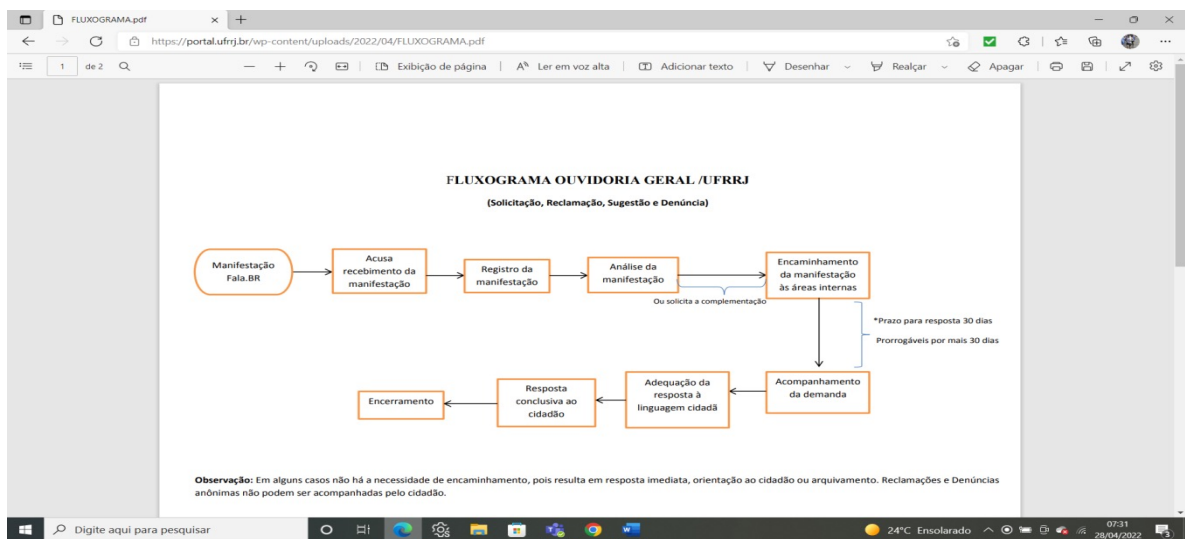 FLUXOGRAMA.pdf
https://portal.ufrrj.br/wp-content/uploads/2022/04/FLUXOGRAMA.pdf
1 de 2 Exibição de página Ler em voz alta Adicionar texto Desenhar Realçar Apagar
FLUXOGRAMA OUVIDORIA GERAL /UFRRJ
(Solicitação, Reclamação, Sugestão e Denúncia)
Manifestação
Fala.BR
Acusa
recebimento da
manifestação
Registro da
manifestação
Análise da
manifestação
Ou solicita a complementação
Encaminhamento
da manifestação
às áreas internas
*Prazo para resposta 30 dias
Prorrogáveis por mais 30 dias
Acompanhamento
da demanda
Adequação da
resposta à
linguagem cidadã
Resposta
conclusiva ao
cidadão
Encerramento
Observação: Em alguns casos não há a necessidade de encaminhamento, pois resulta em resposta imediata, orientação ao cidadão ou arquivamento. Reclamações e Denúncias
anônimas não podem ser acompanhadas pelo cidadão.
Digite aqui para pesquisar
24°C Ensolarado
07:31
28/04/2022